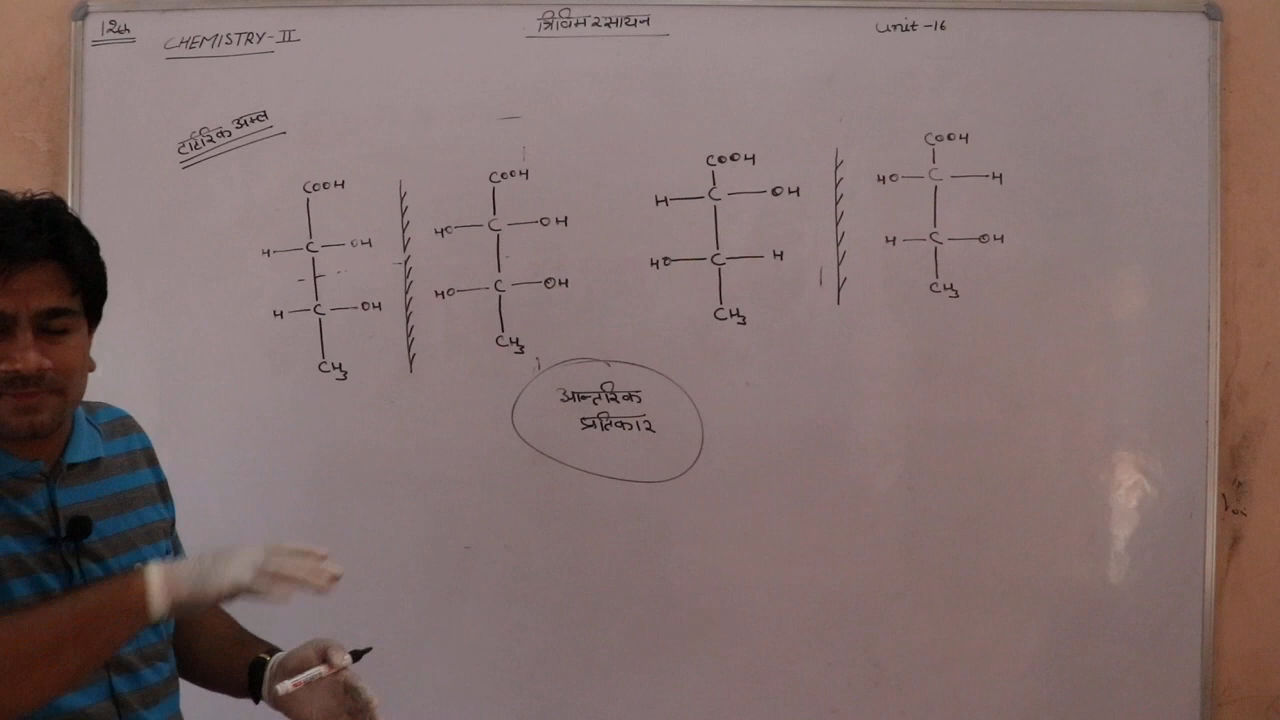 12th
CHEMISTRY-II
त्रिविम रसायन
Unit-16
टार्टरिक अम्ल
COOH
H—C—OH
H—C—OH
CH3
COOH
HO—C—OH
HO—C—OH
CH3
COOH
H—C—OH
HO—C—H
CH3
COOH
HO—C—H
H—C—OH
CH3
आन्तरिक
प्रतिकार